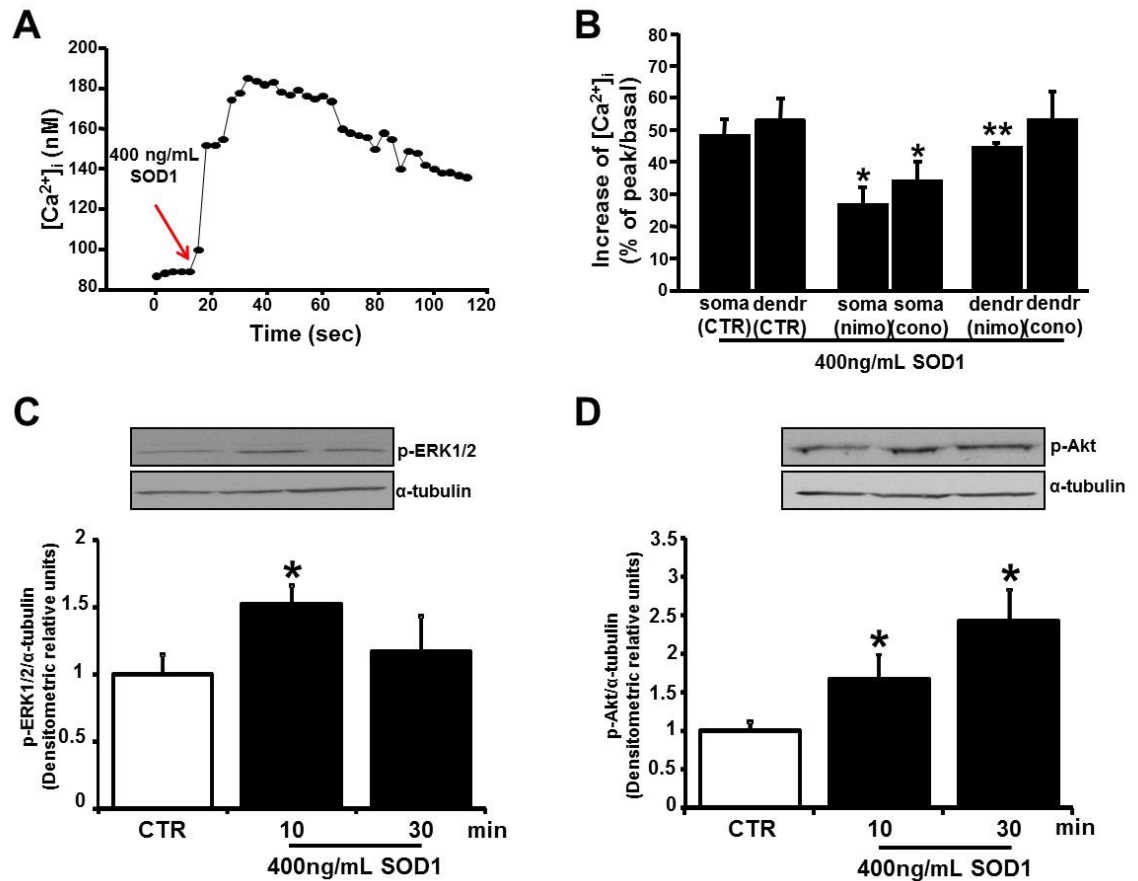 A
[Ca²⁺]ᵢ (nM)
200
180
160
140
120
100
80
400 ng/mL
SOD1
0
20
40
60
80
100
120
Time (sec)
B
Increase of [Ca²⁺]ᵢ
(% of peak/basal)
80
70
60
50
40
30
20
10
0
*
*
**
soma dendr soma soma dendr dendr
(CTR) (CTR) (nimo) (cono) (nimo) (cono)
400ng/mL SOD1
C
p-ERK1/2
α-tubulin
p-ERK1/2/α-tubulin
(Densitometric relative units)
2
1.5
1
0.5
0
*
CTR 10 30 min
400ng/mL SOD1
D
p-Akt
α-tubulin
p-Akt/α-tubulin
(Densitometric relative units)
3.5
3
2.5
2
1.5
1
0.5
0
*
*
CTR 10 30 min
400ng/mL SOD1